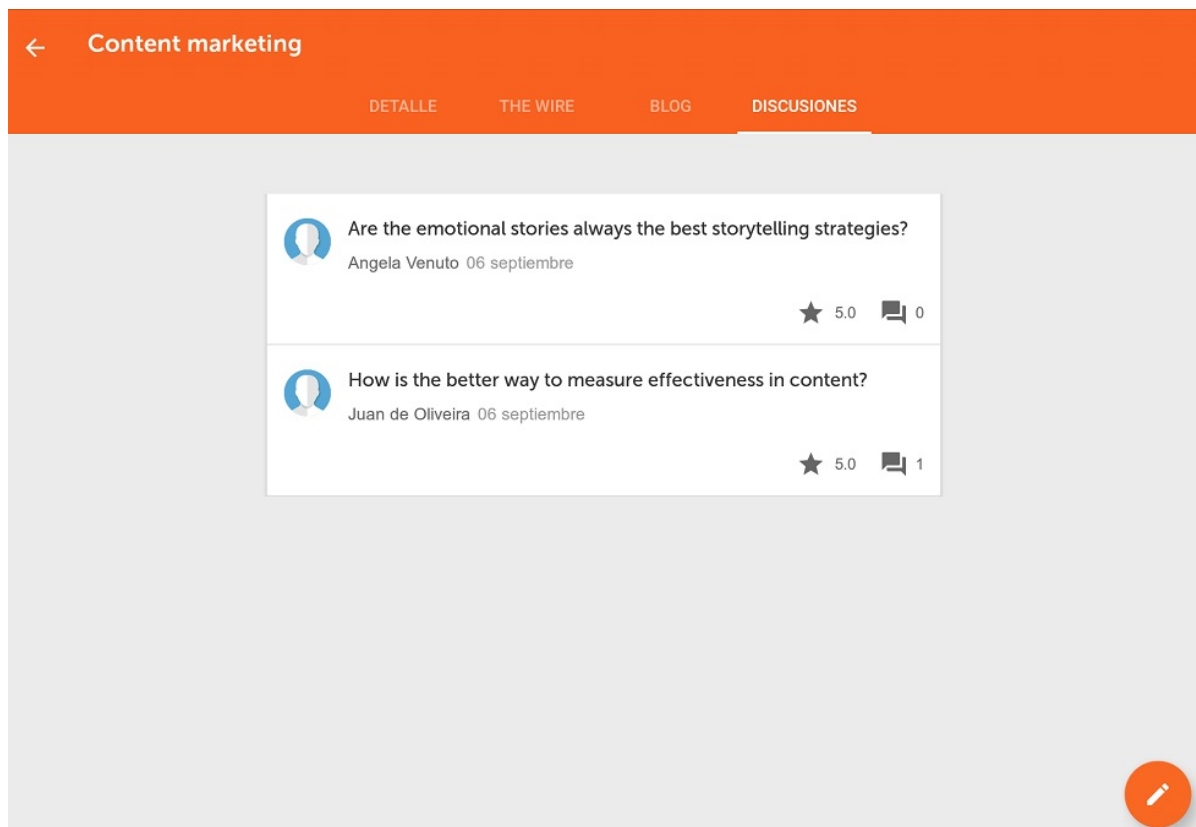 Content marketing
DETALLE THE WIRE BLOG DISCUSIONES
Are the emotional stories always the best storytelling strategies?
Angela Venuto 06 septiembre
5.0 0
How is the better way to measure effectiveness in content?
Juan de Oliveira 06 septiembre
5.0 1